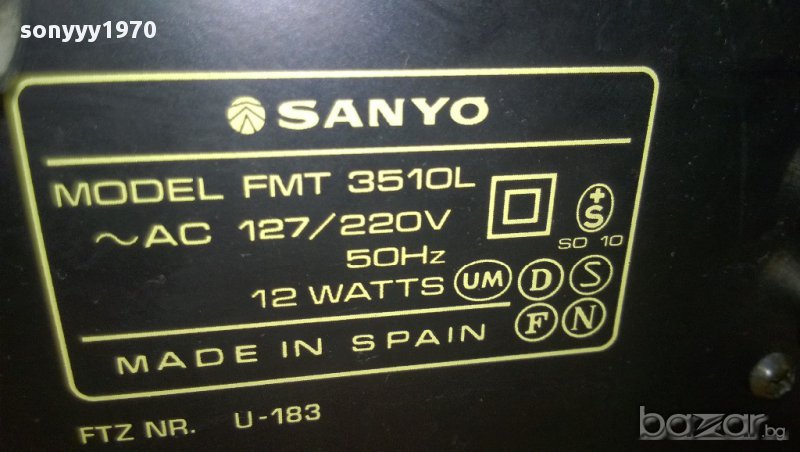 sonyyy1970
SANYO
MODEL FMT 3510L
~AC 127/220V
50Hz
12 WATTS
+S
SO 10
UM D S
F N
MADE IN SPAIN
FTZ NR. U-183
bazar.bg